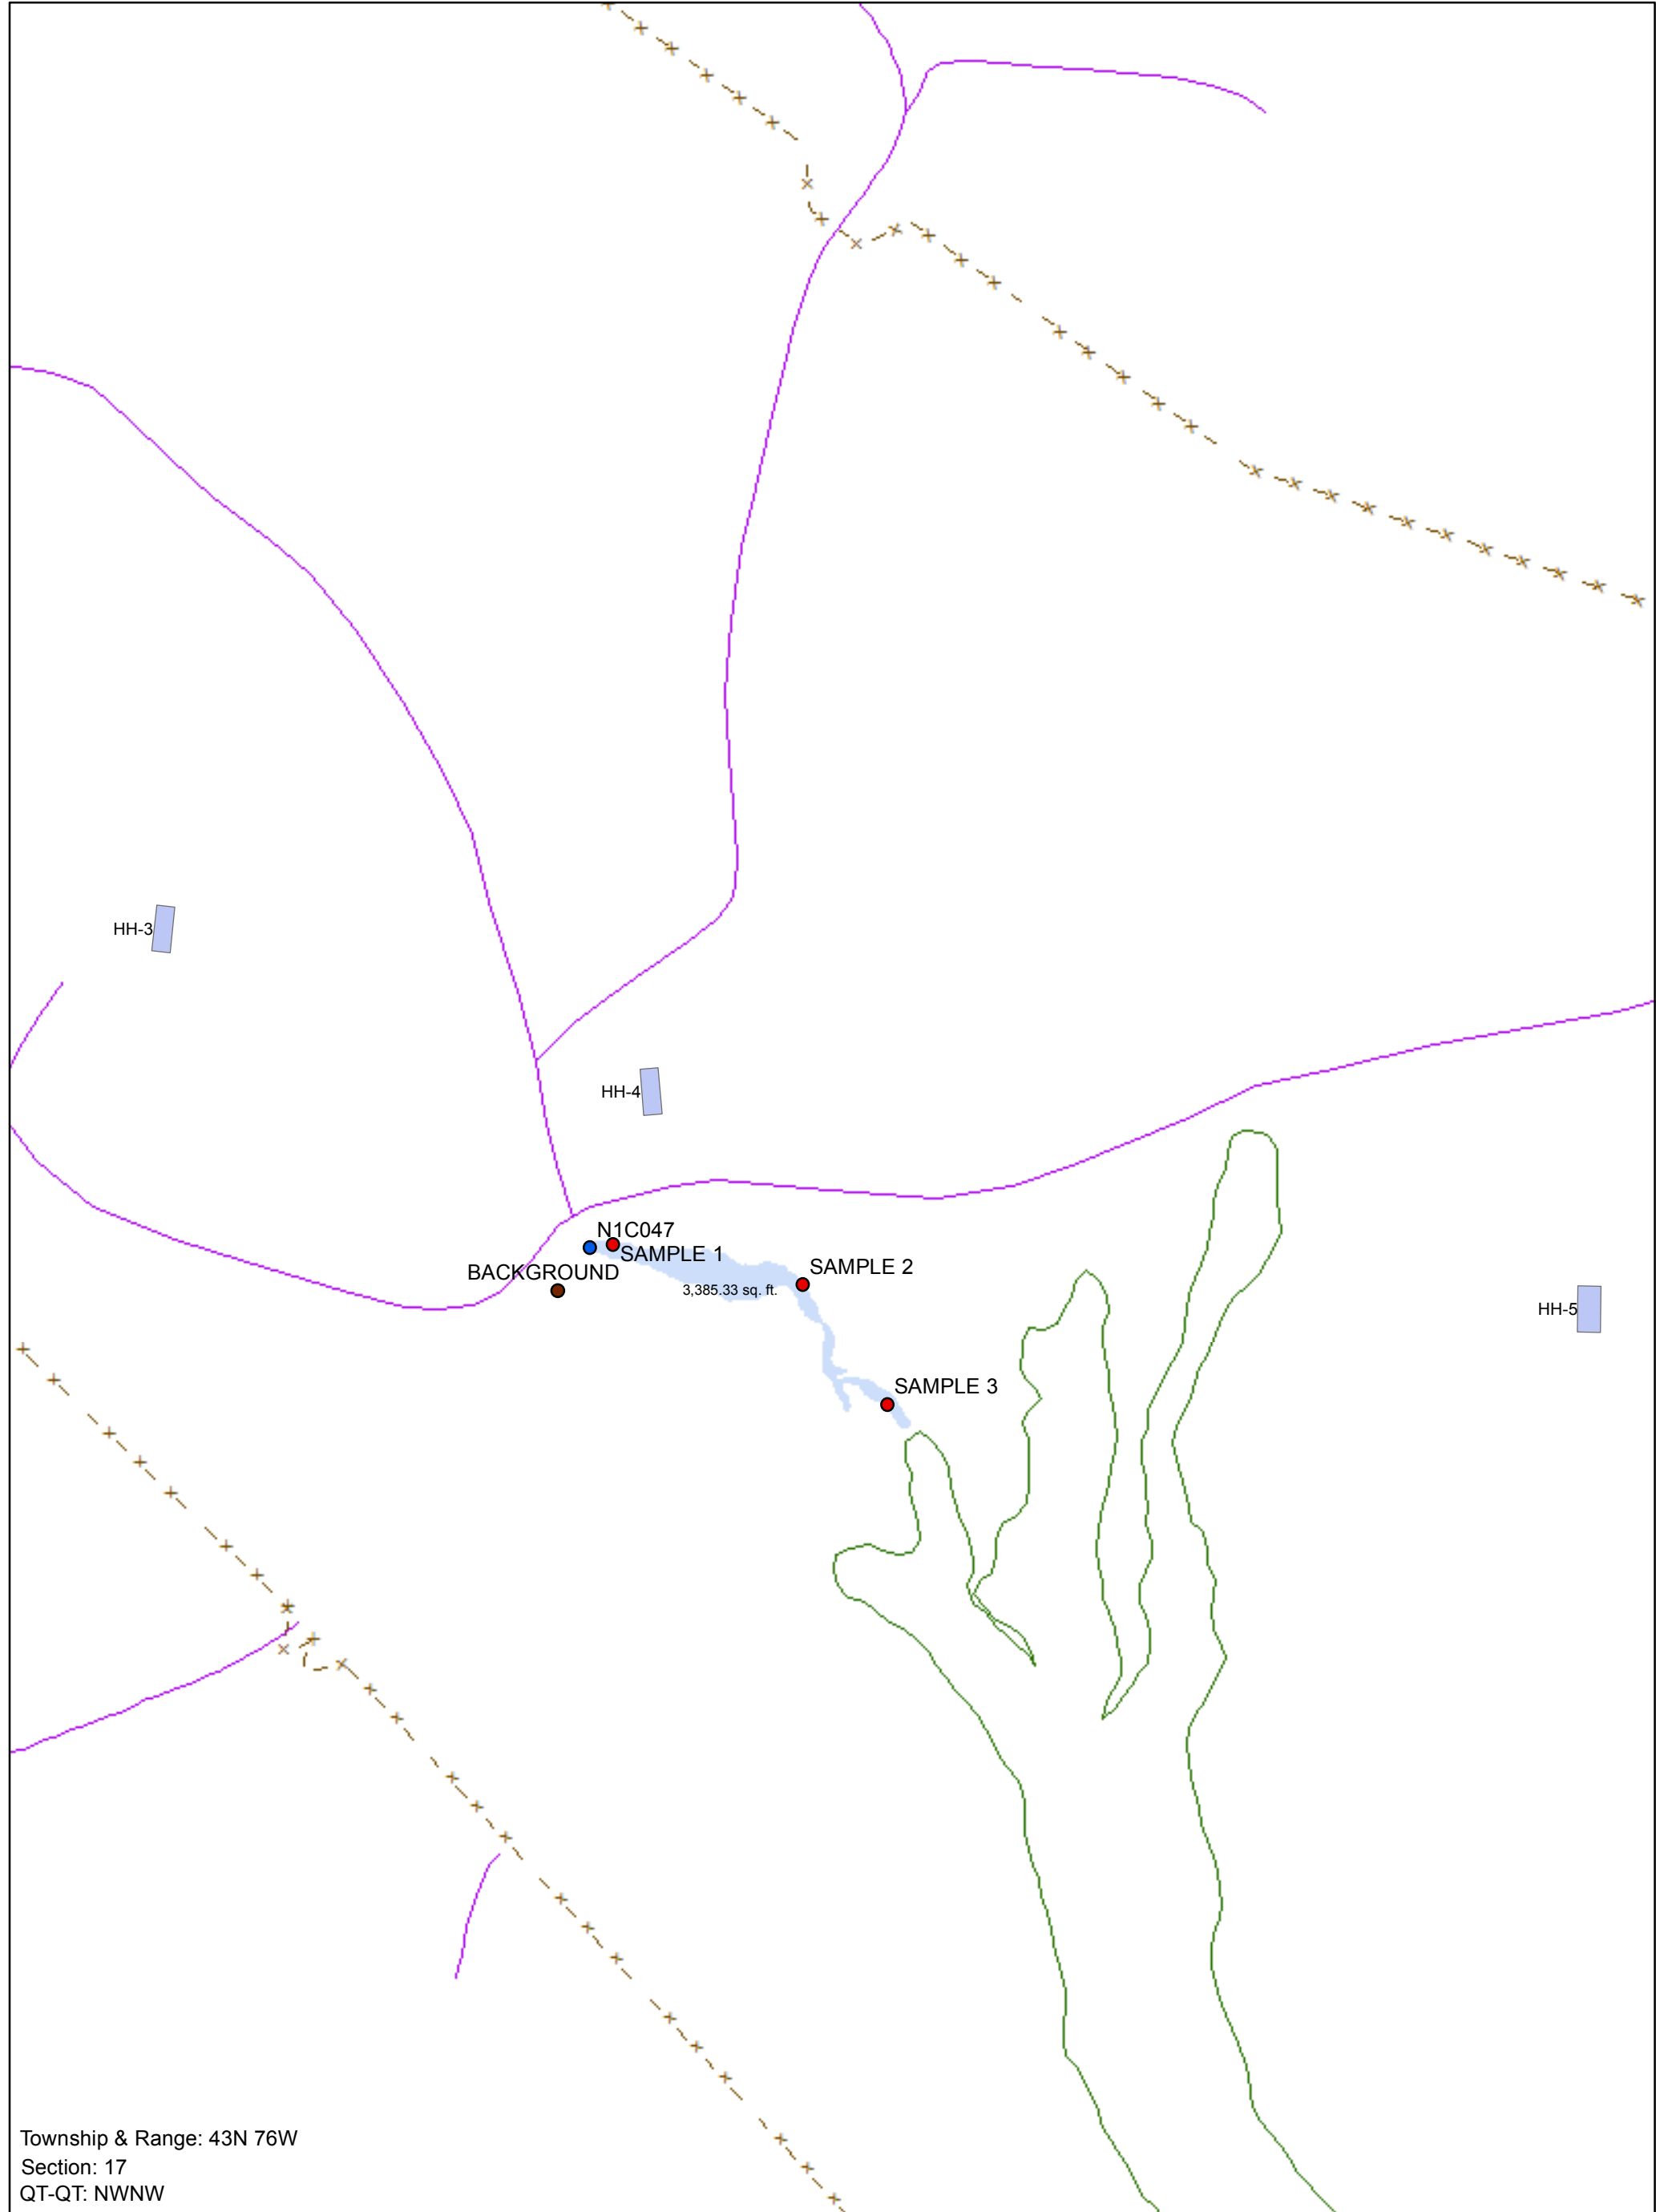 HH-3
HH-4
N1C047
SAMPLE 1
BACKGROUND
SAMPLE 2
3,385.33 sq. ft.
HH-5
SAMPLE 3
Township & Range: 43N 76W
Section: 17
QT-QT: NWNW